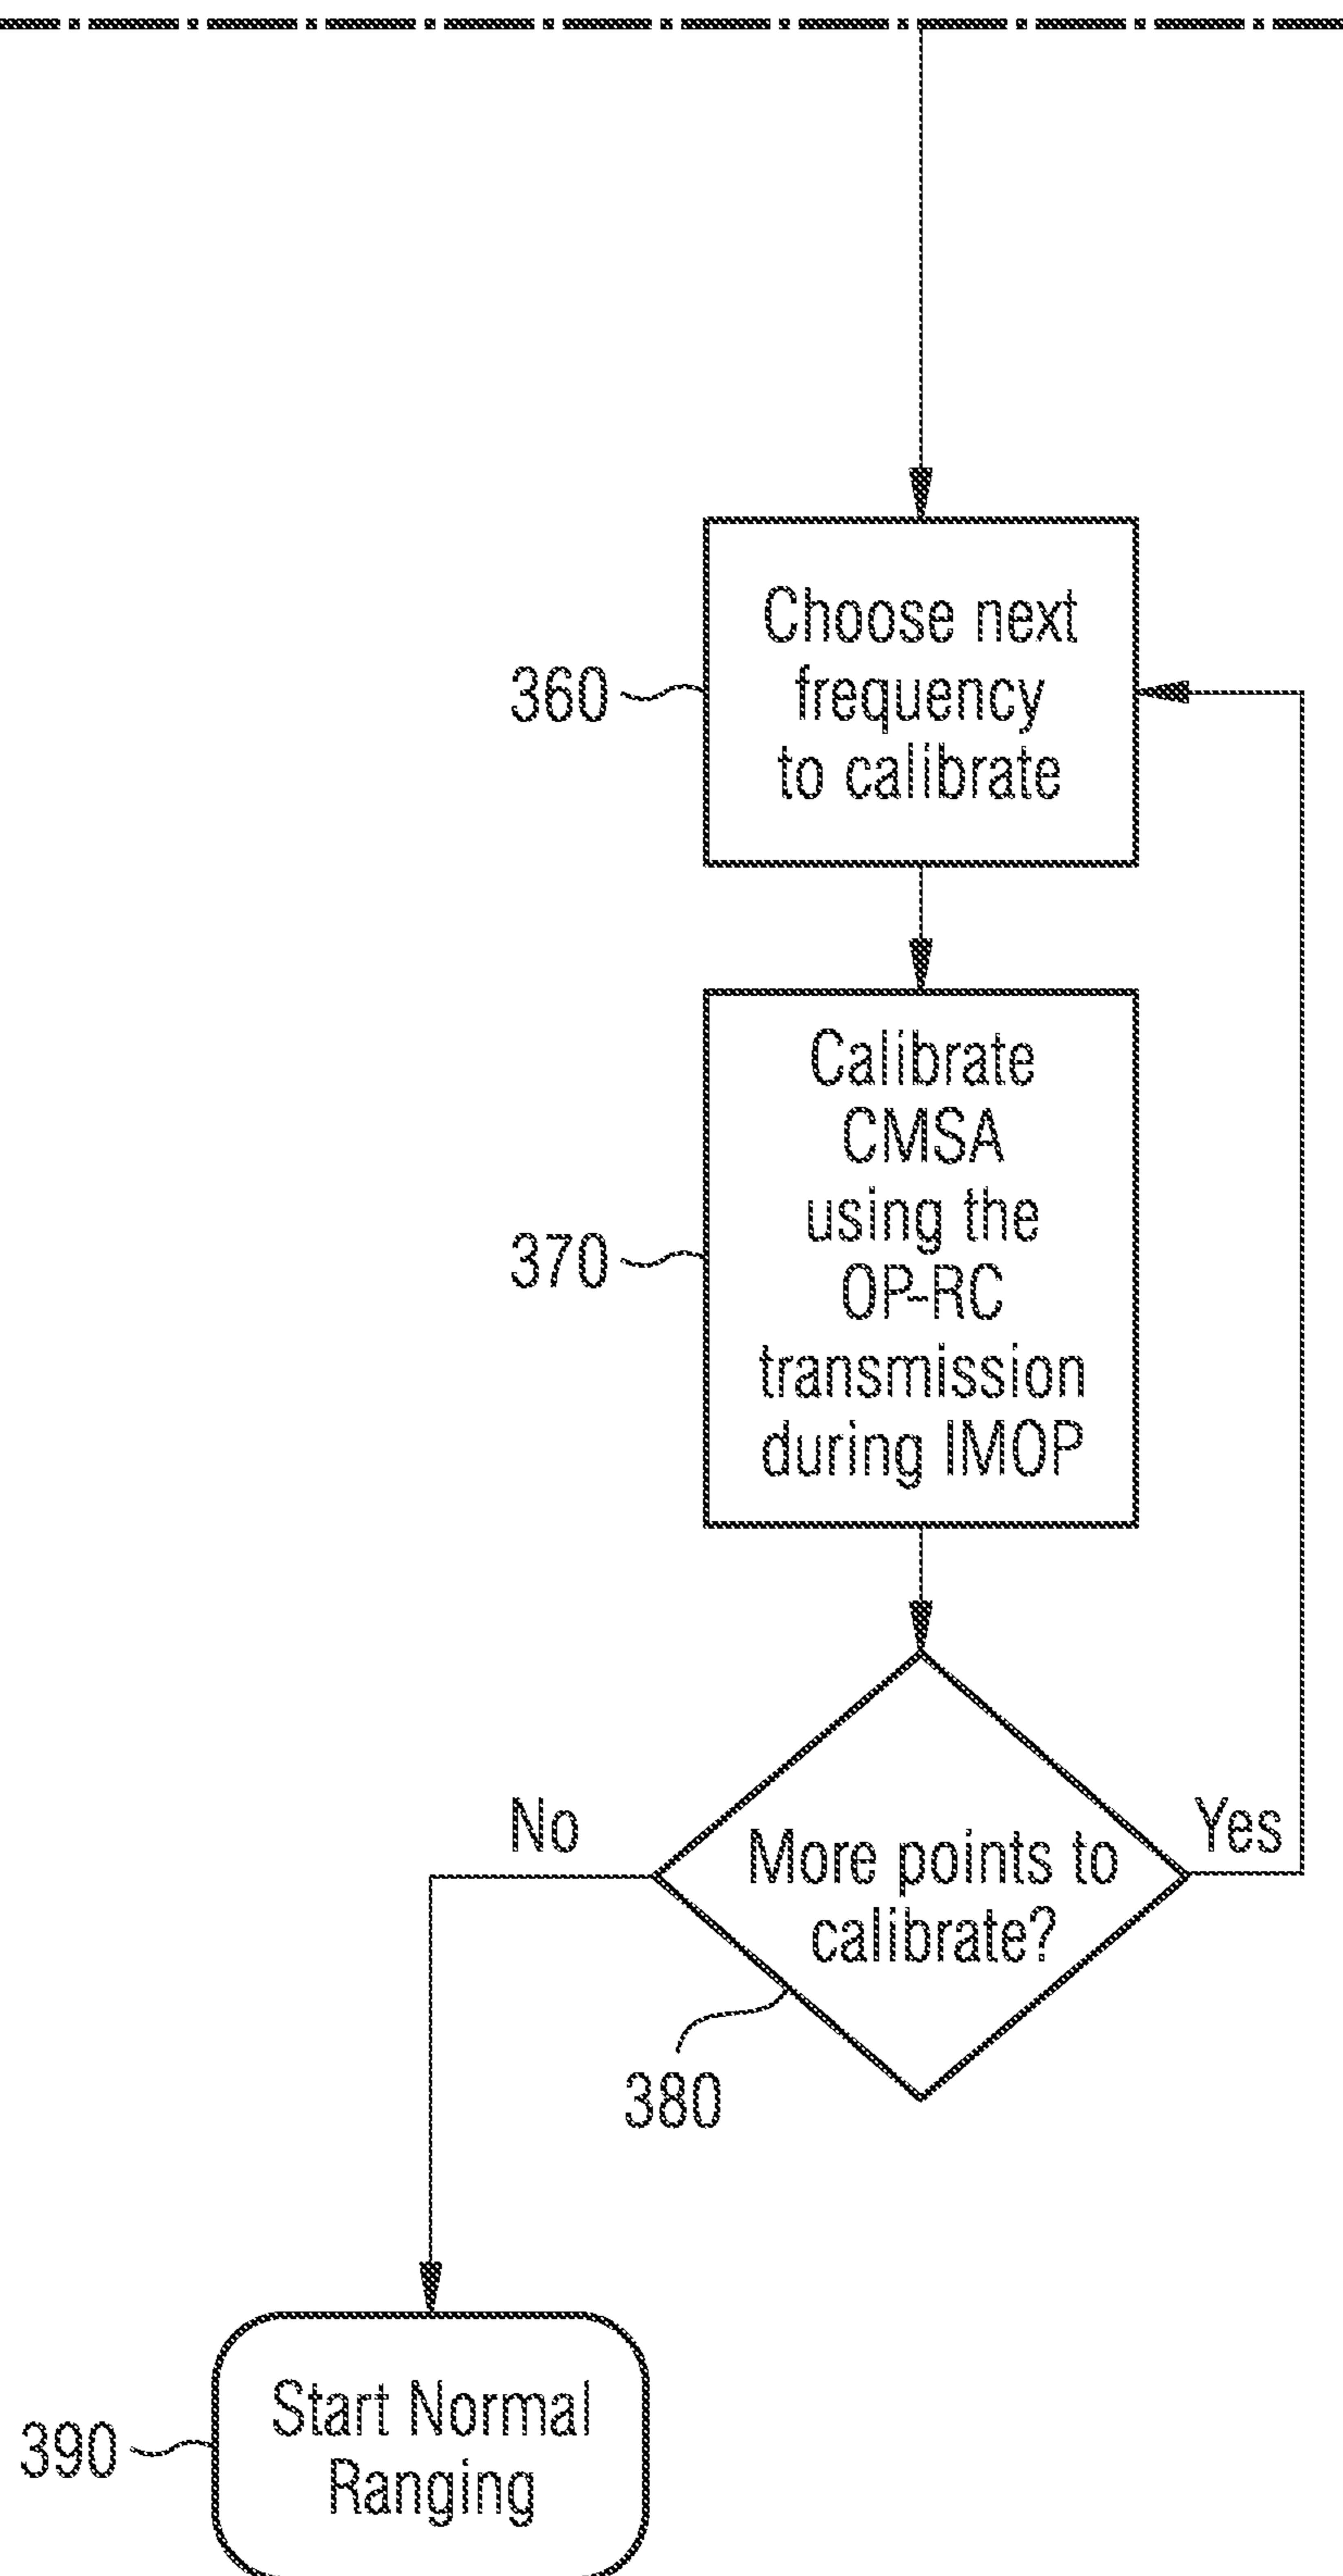 Choose next
frequency
to calibrate
360
Calibrate
CMSA
using the
OP-RC
transmission
during IMOP
370
No
Yes
More points to
calibrate?
380
Start Normal
Ranging
390